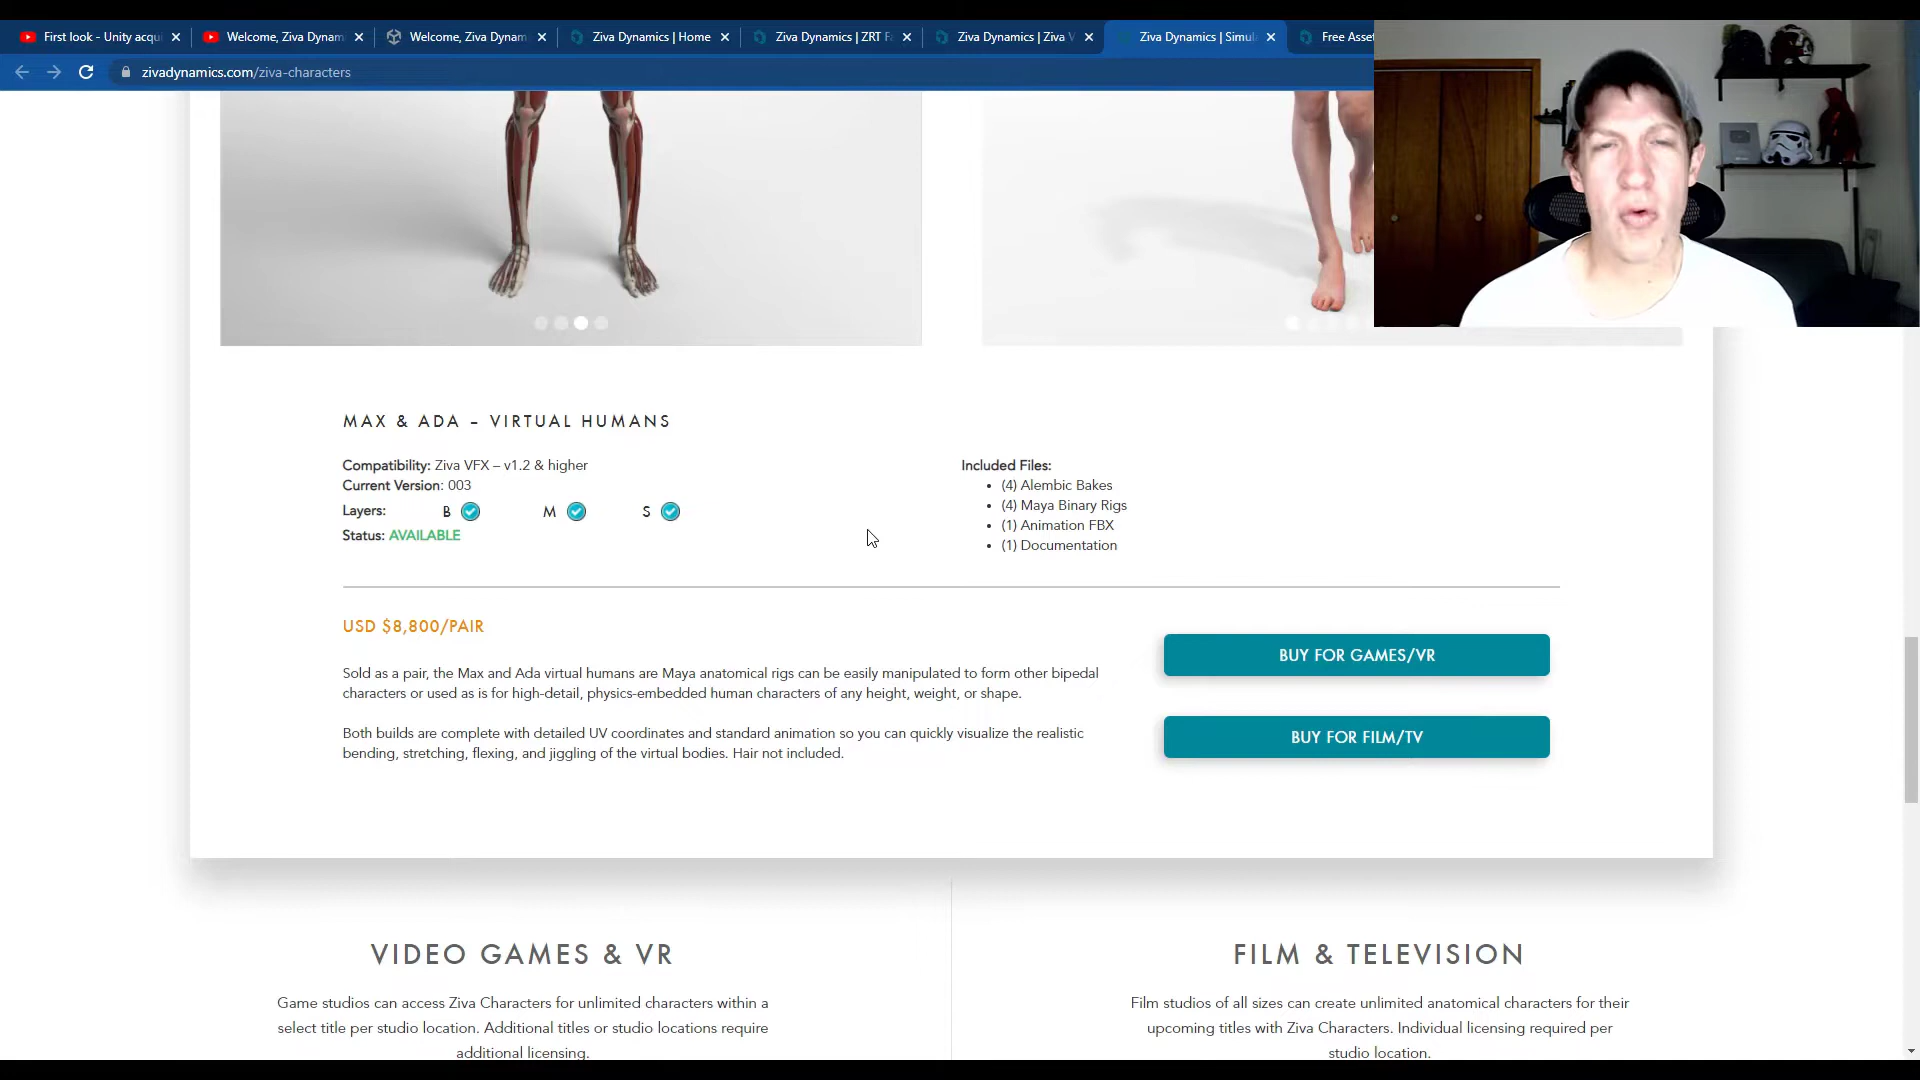 First look - Unity acqui
Welcome, Ziva Dynam
Welcome, Ziva Dynam
Ziva Dynamics | Home
Ziva Dynamics | ZRT F
Ziva Dynamics | Ziva V
Ziva Dynamics | Simul
Free Asset
zivadynamics.com/ziva-characters
MAX & ADA – VIRTUAL HUMANS
Compatibility: Ziva VFX – v1.2 & higher
Current Version: 003
Layers: B M S
Status: AVAILABLE
Included Files:
• (4) Alembic Bakes
• (4) Maya Binary Rigs
• (1) Animation FBX
• (1) Documentation
USD $8,800/PAIR
Sold as a pair, the Max and Ada virtual humans are Maya anatomical rigs can be easily manipulated to form other bipedal
characters or used as is for high-detail, physics-embedded human characters of any height, weight, or shape.
Both builds are complete with detailed UV coordinates and standard animation so you can quickly visualize the realistic
bending, stretching, flexing, and jiggling of the virtual bodies. Hair not included.
BUY FOR GAMES/VR
BUY FOR FILM/TV
VIDEO GAMES & VR
Game studios can access Ziva Characters for unlimited characters within a
select title per studio location. Additional titles or studio locations require
additional licensing.
FILM & TELEVISION
Film studios of all sizes can create unlimited anatomical characters for their
upcoming titles with Ziva Characters. Individual licensing required per
studio location.